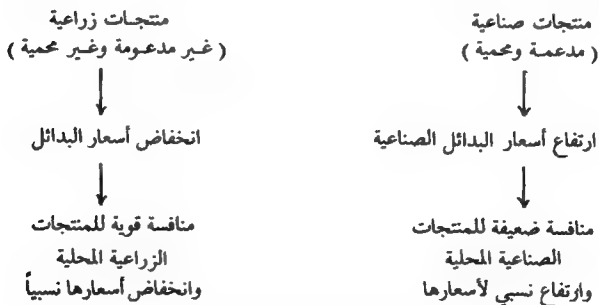 منتجات صناعية
( مدعمة ومحمية )
ارتفاع أسعار البدائل الصناعية
منافسة ضعيفة للمنتجات
الصناعية المحلية
وارتفاع نسبي لأسعارها
منتجات زراعية
( غير مدعومة وغير محمية )
انخفاض أسعار البدائل
منافسة قوية للمنتجات
الزراعية المحلية
وانخفاض أسعارها نسبياً